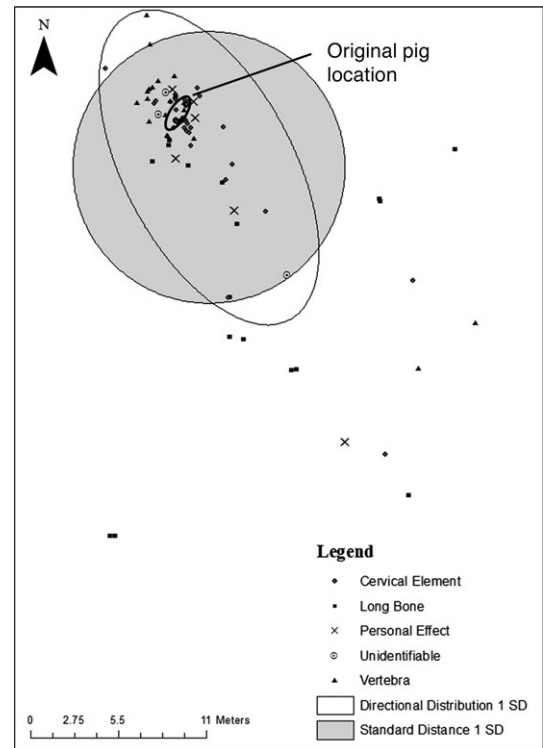 N
Original pig
location
Legend
Cervical Element
Long Bone
Personal Effect
Unidentifiable
Vertebra
Directional Distribution 1 SD
Standard Distance 1 SD
0 2.75 5.5 11 Meters